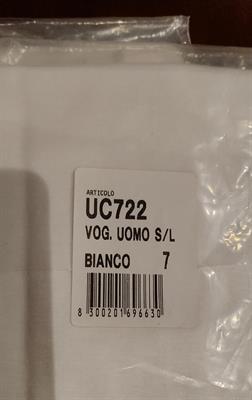 ARTICOLO
UC722
VOG. UOMO S/L
BIANCO 7
8 300201 696630